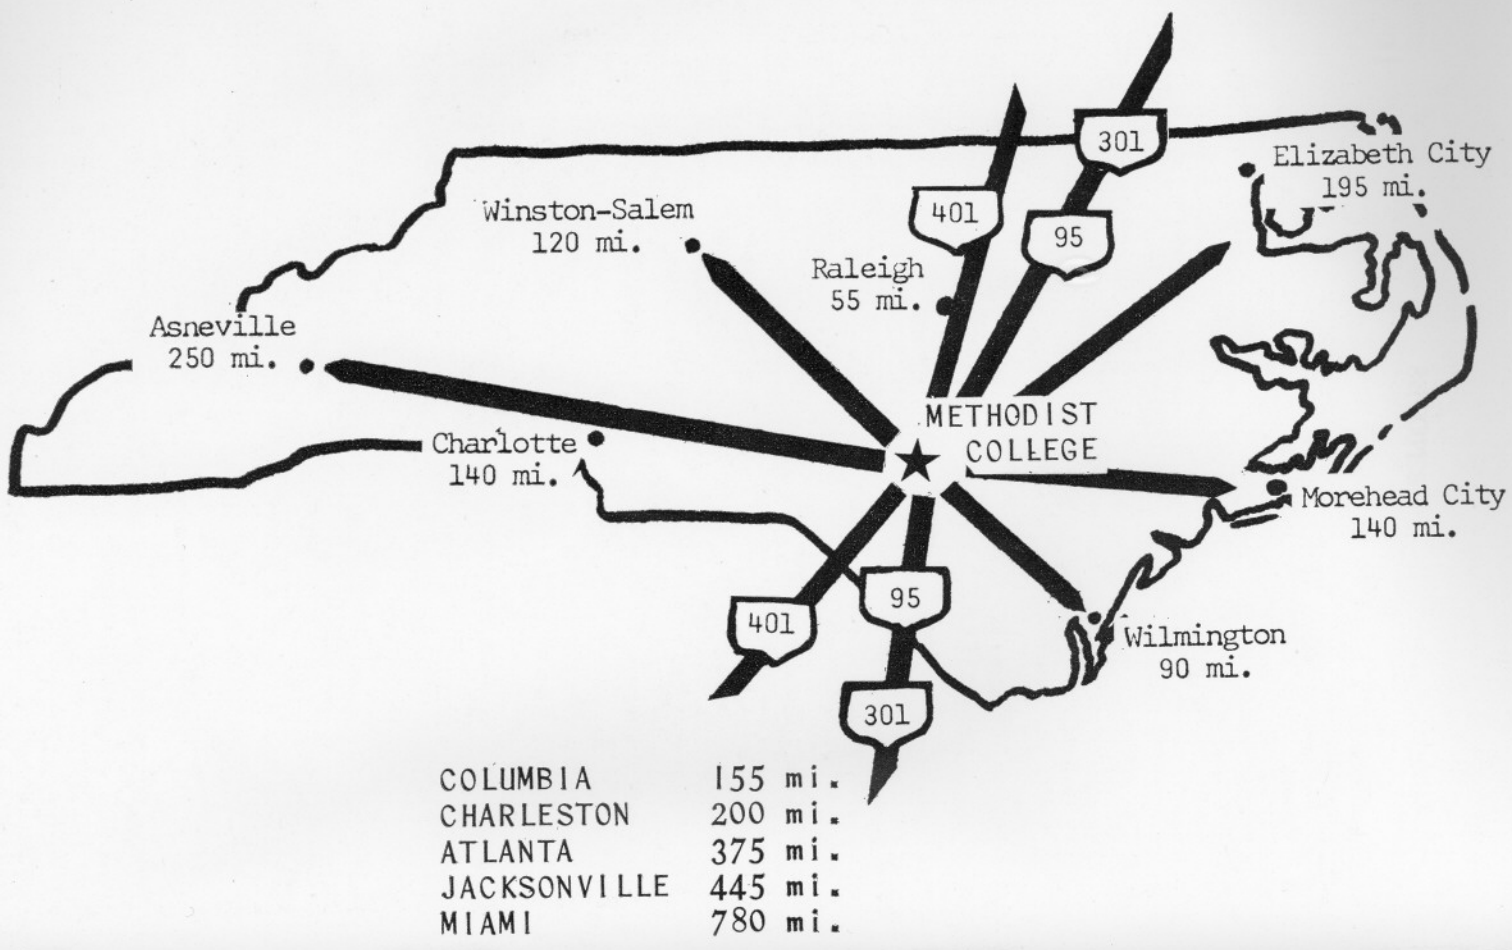 301
Elizabeth City
195 mi.
Winston-Salem
120 mi.
401
95
Raleigh
55 mi.
Asneville
250 mi.
METHODIST
COLLEGE
Charlotte
140 mi.
Morehead City
140 mi.
95
401
Wilmington
90 mi.
301
COLUMBIA 155 mi.
CHARLESTON 200 mi.
ATLANTA 375 mi.
JACKSONVILLE 445 mi.
MIAMI 780 mi.